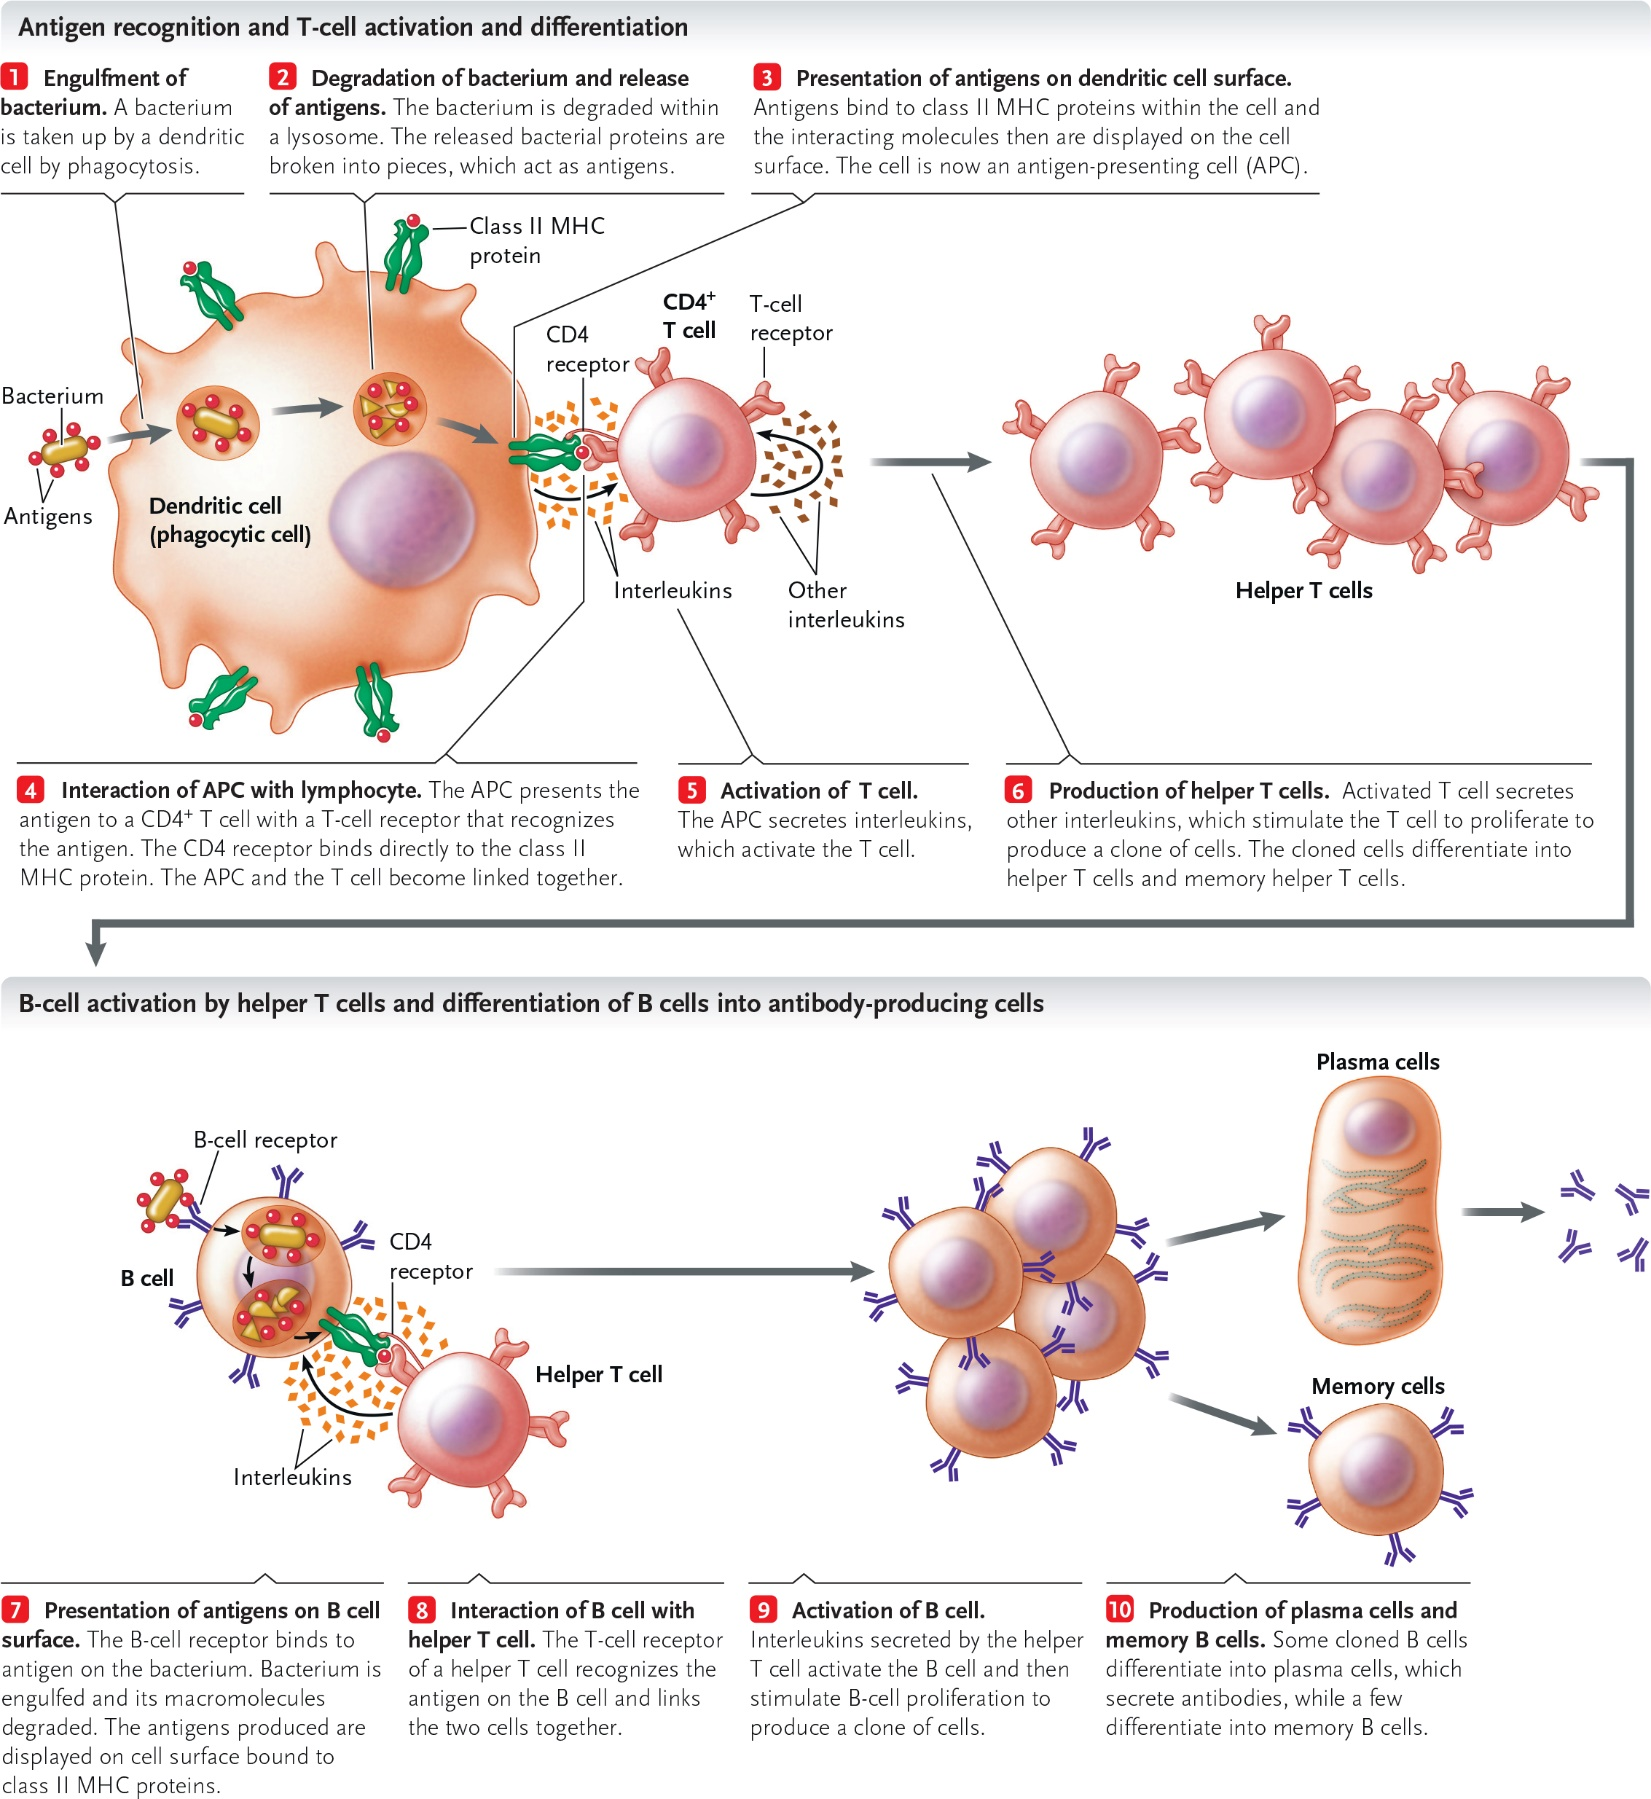 Antigen recognition and T-cell activation and differentiation
1 Engulfment of
bacterium. A bacterium
is taken up by a dendritic
cell by phagocytosis.
2 Degradation of bacterium and release
of antigens. The bacterium is degraded within
a lysosome. The released bacterial proteins are
broken into pieces, which act as antigens.
3 Presentation of antigens on dendritic cell surface.
Antigens bind to class II MHC proteins within the cell and
the interacting molecules then are displayed on the cell
surface. The cell is now an antigen-presenting cell (APC).
Class II MHC
protein
CD4⁺
T cell
T-cell
receptor
CD4
receptor
Bacterium
Antigens
Dendritic cell
(phagocytic cell)
Interleukins
Other
interleukins
Helper T cells
4 Interaction of APC with lymphocyte. The APC presents the
antigen to a CD4⁺ T cell with a T-cell receptor that recognizes
the antigen. The CD4 receptor binds directly to the class II
MHC protein. The APC and the T cell become linked together.
5 Activation of T cell.
The APC secretes interleukins,
which activate the T cell.
6 Production of helper T cells. Activated T cell secretes
other interleukins, which stimulate the T cell to proliferate to
produce a clone of cells. The cloned cells differentiate into
helper T cells and memory helper T cells.
B-cell activation by helper T cells and differentiation of B cells into antibody-producing cells
Plasma cells
B-cell receptor
CD4
receptor
B cell
Helper T cell
Memory cells
Interleukins
7 Presentation of antigens on B cell
surface. The B-cell receptor binds to
antigen on the bacterium. Bacterium is
engulfed and its macromolecules
degraded. The antigens produced are
displayed on cell surface bound to
class II MHC proteins.
8 Interaction of B cell with
helper T cell. The T-cell receptor
of a helper T cell recognizes the
antigen on the B cell and links
the two cells together.
9 Activation of B cell.
Interleukins secreted by the helper
T cell activate the B cell and then
stimulate B-cell proliferation to
produce a clone of cells.
10 Production of plasma cells and
memory B cells. Some cloned B cells
differentiate into plasma cells, which
secrete antibodies, while a few
differentiate into memory B cells.